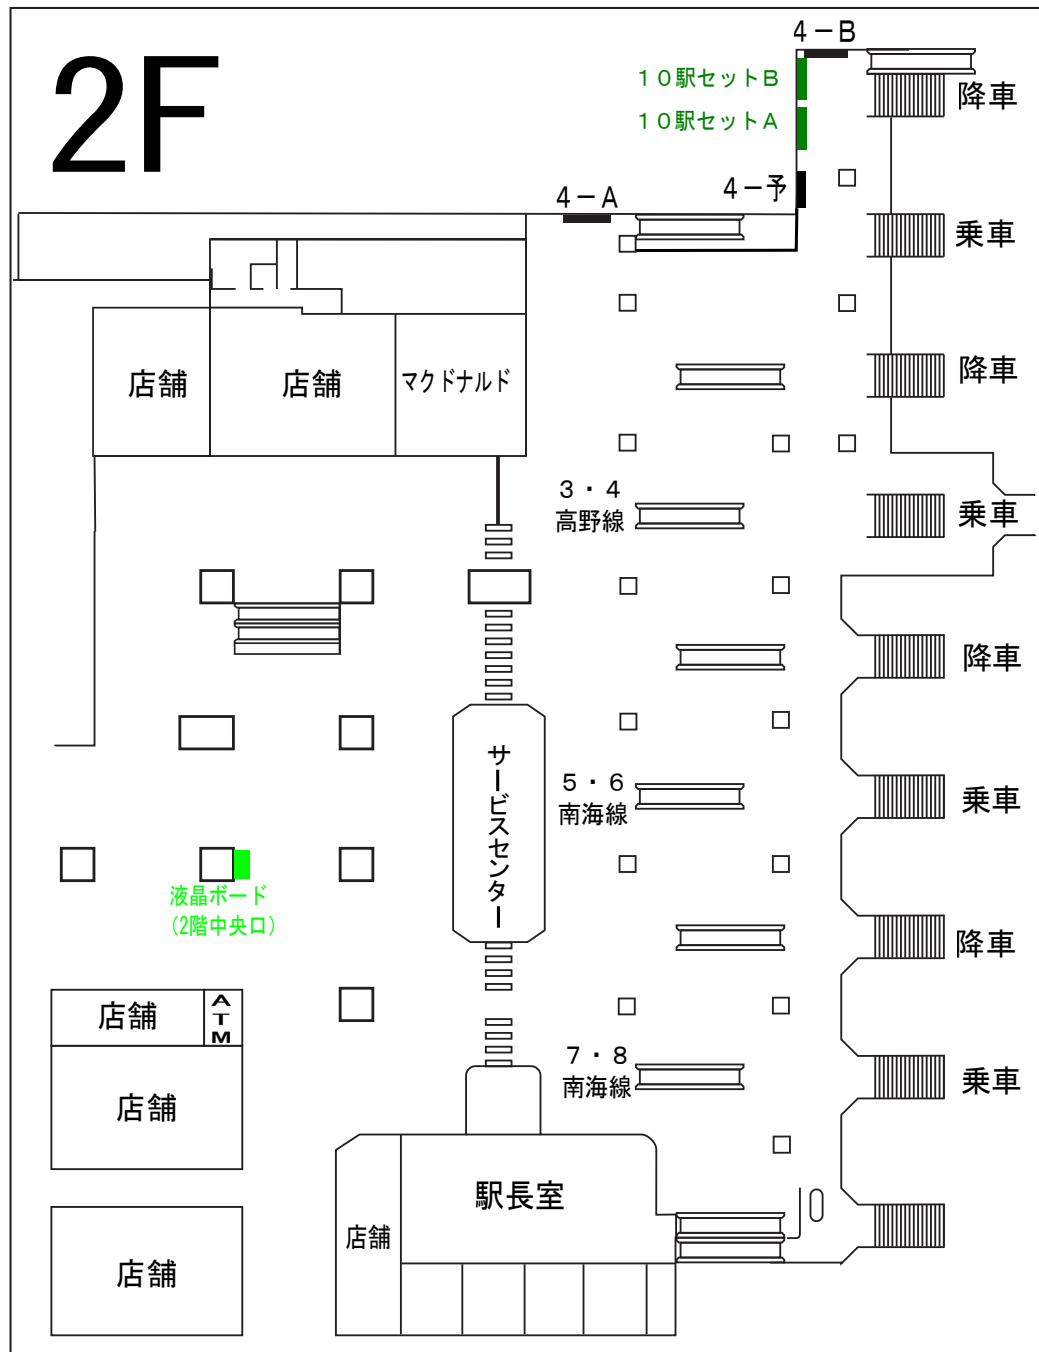 2F
4－B
１０駅セットB
降車
１０駅セットA
4－予
4－A
乗車
店舗
店舗
マクドナルド
降車
3・4
高野線
乗車
降車
サービスセンター
5・6
南海線
乗車
液晶ボード
(2階中央口)
降車
店舗
ATM
7・8
南海線
乗車
店舗
駅長室
店舗
店舗